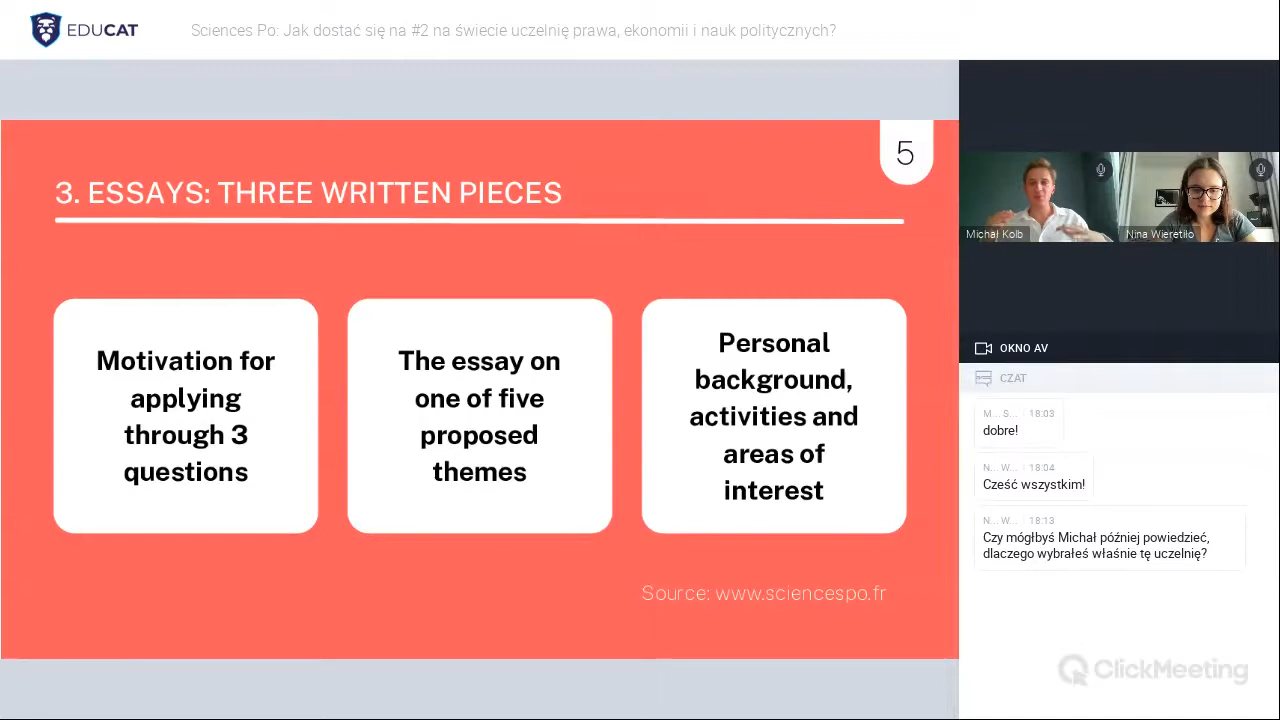 EDUCAT
Sciences Po: Jak dostać się na #2 na świecie uczelnię prawa, ekonomii i nauk politycznych?
5
3. ESSAYS: THREE WRITTEN PIECES
Motivation for
applying
through 3
questions
The essay on
one of five
proposed
themes
Personal
background,
activities and
areas of
interest
Source: www.sciencespo.fr
Michał Kolb
Nina Wieretiło
OKNO AV
CZAT
M... S... 18:03
dobre!
N... W... 18:04
Cześć wszystkim!
N... W... 18:13
Czy mógłbyś Michał później powiedzieć,
dlaczego wybrałeś właśnie tę uczelnię?
ClickMeeting